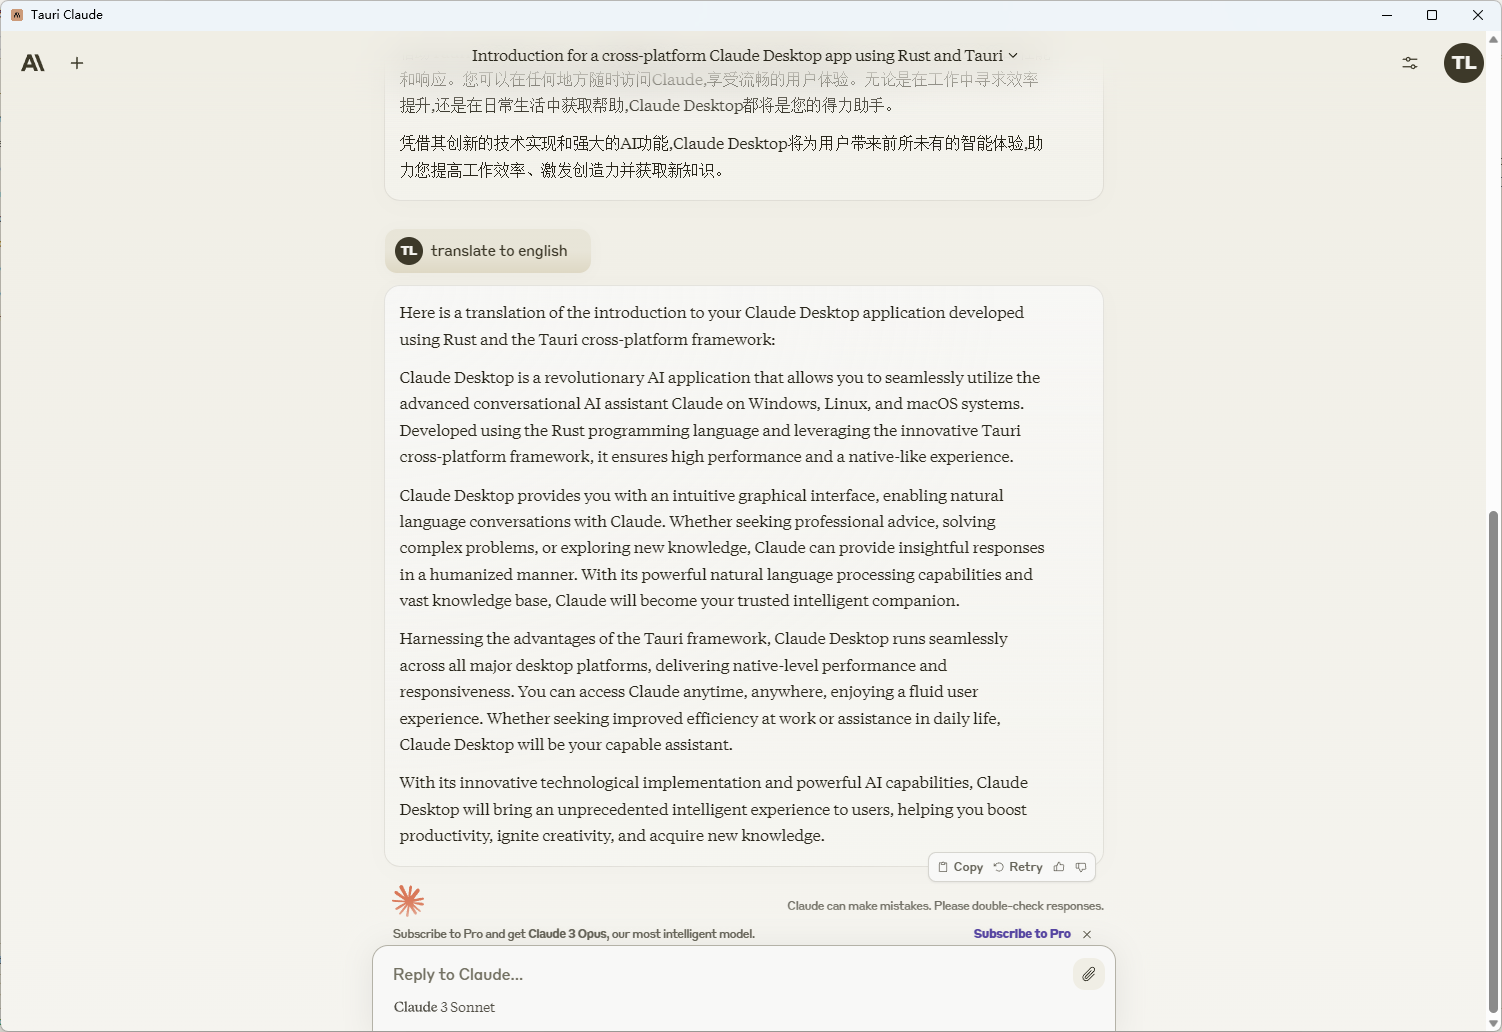 Tauri Claude
Introduction for a cross-platform Claude Desktop app using Rust and Tauri
TL
和响应。您可以在任何地方随时访问Claude,享受流畅的用户体验。无论是在工作中寻求效率
提升,还是在日常生活中获取帮助,Claude Desktop都将是您的得力助手。
凭借其创新的技术实现和强大的AI功能,Claude Desktop将为用户带来前所未有的智能体验,助
力您提高工作效率、激发创造力并获取新知识。
TL translate to english
Here is a translation of the introduction to your Claude Desktop application developed
using Rust and the Tauri cross-platform framework:
Claude Desktop is a revolutionary AI application that allows you to seamlessly utilize the
advanced conversational AI assistant Claude on Windows, Linux, and macOS systems.
Developed using the Rust programming language and leveraging the innovative Tauri
cross-platform framework, it ensures high performance and a native-like experience.
Claude Desktop provides you with an intuitive graphical interface, enabling natural
language conversations with Claude. Whether seeking professional advice, solving
complex problems, or exploring new knowledge, Claude can provide insightful responses
in a humanized manner. With its powerful natural language processing capabilities and
vast knowledge base, Claude will become your trusted intelligent companion.
Harnessing the advantages of the Tauri framework, Claude Desktop runs seamlessly
across all major desktop platforms, delivering native-level performance and
responsiveness. You can access Claude anytime, anywhere, enjoying a fluid user
experience. Whether seeking improved efficiency at work or assistance in daily life,
Claude Desktop will be your capable assistant.
With its innovative technological implementation and powerful AI capabilities, Claude
Desktop will bring an unprecedented intelligent experience to users, helping you boost
productivity, ignite creativity, and acquire new knowledge.
Copy Retry
Claude can make mistakes. Please double-check responses.
Subscribe to Pro and get Claude 3 Opus, our most intelligent model. Subscribe to Pro
Reply to Claude...
Claude 3 Sonnet